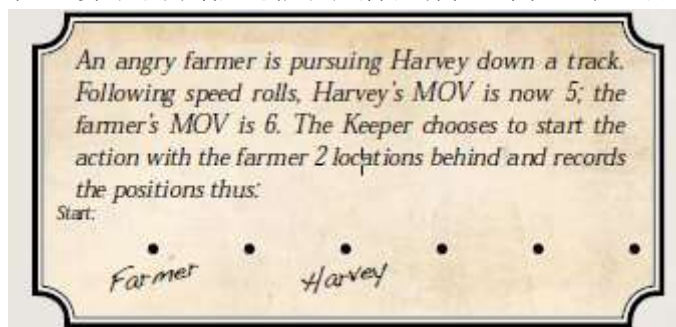 An angry farmer is pursuing Harvey down a track.
Following speed rolls, Harvey's MOV is now 5; the
farmer's MOV is 6. The Keeper chooses to start the
action with the farmer 2 locations behind and records
the positions thus:
Start:
Farmer Harvey